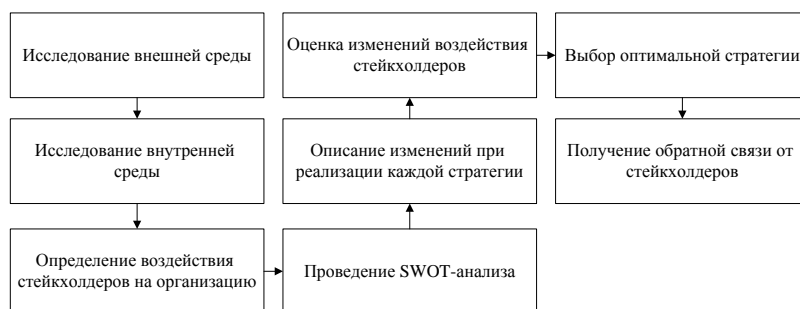 Исследование внешней среды
Исследование внутренней
среды
Определение воздействия
стейкхолдеров на организацию
Проведение SWOT-анализа
Описание изменений при
реализации каждой стратегии
Оценка изменений воздействия
стейкхолдеров
Выбор оптимальной стратегии
Получение обратной связи от
стейкхолдеров